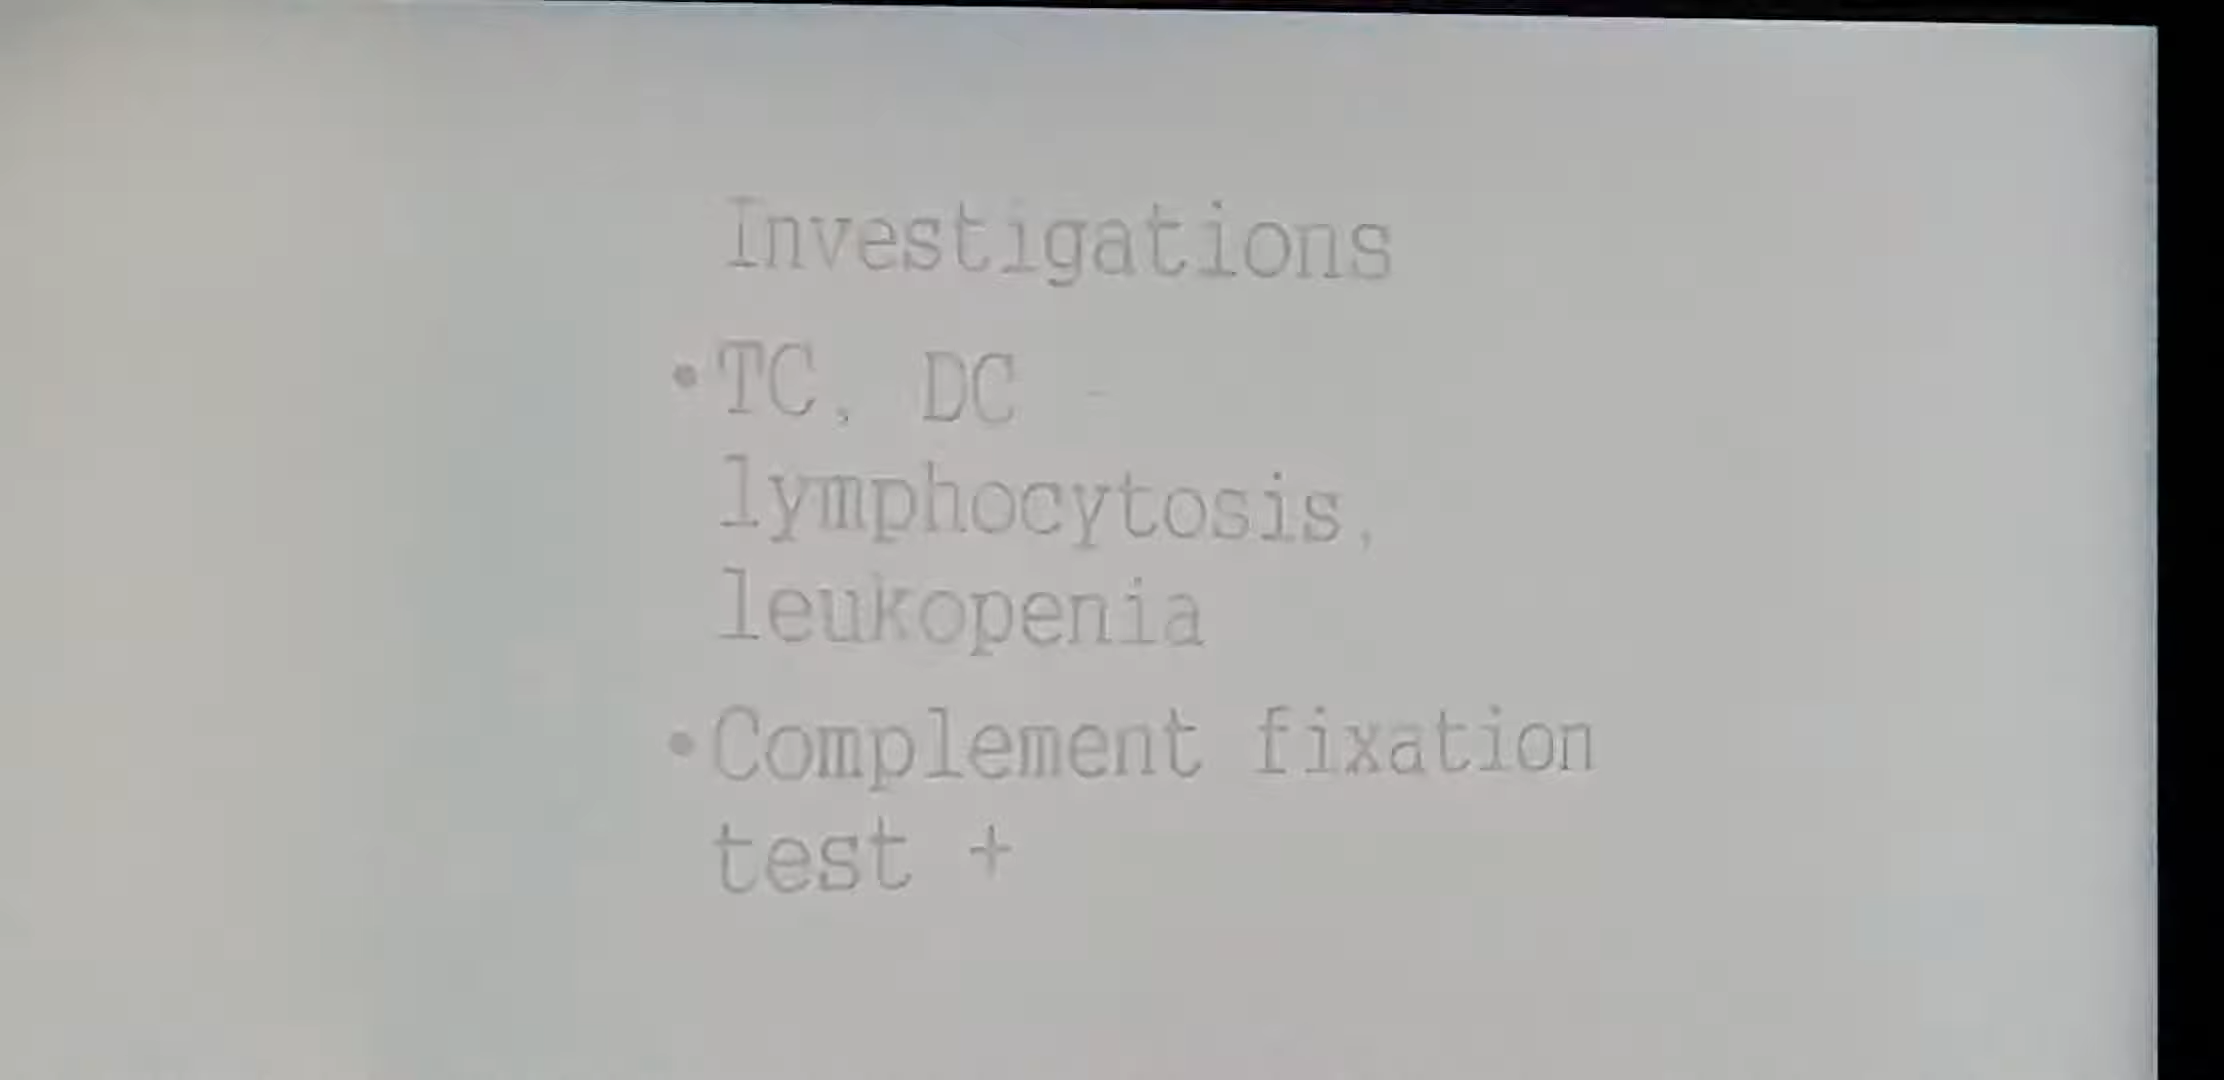 Investigations
•TC, DC -
lymphocytosis,
leukopenia
•Complement fixation
test +